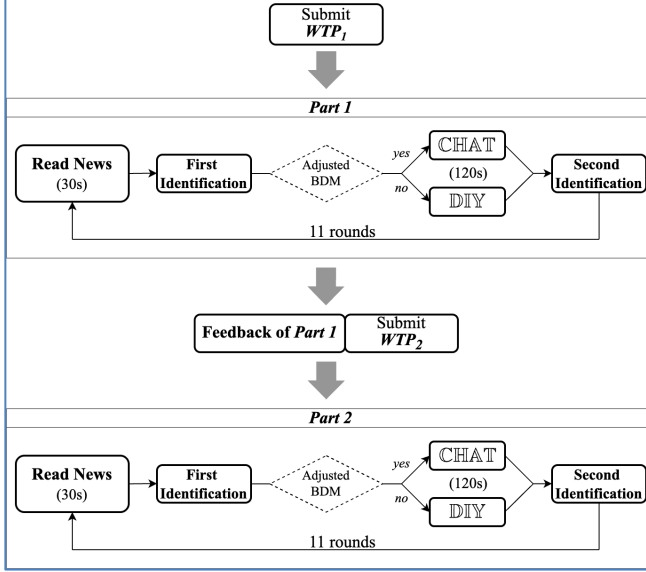 Submit
WTP1
Part 1
Read News
(30s)
First
Identification
Adjusted
BDM
yes
no
CHAT
(120s)
DIY
Second
Identification
11 rounds
Feedback of Part 1
Submit
WTP2
Part 2
Read News
(30s)
First
Identification
Adjusted
BDM
yes
no
CHAT
(120s)
DIY
Second
Identification
11 rounds